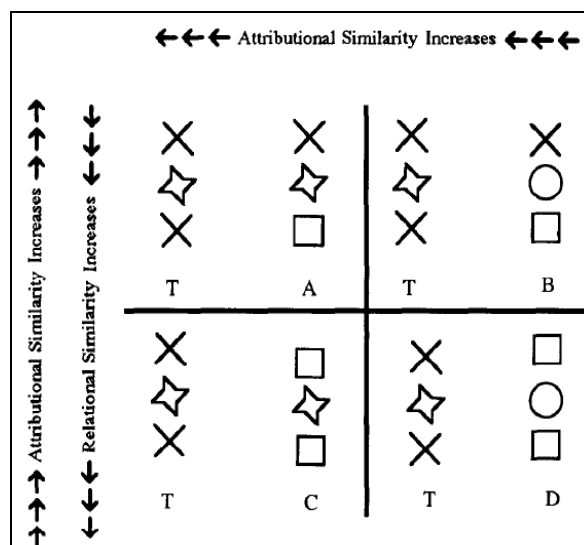 Attributional Similarity Increases
Attributional Similarity Increases
Relational Similarity Increases
T A T B
T C T D